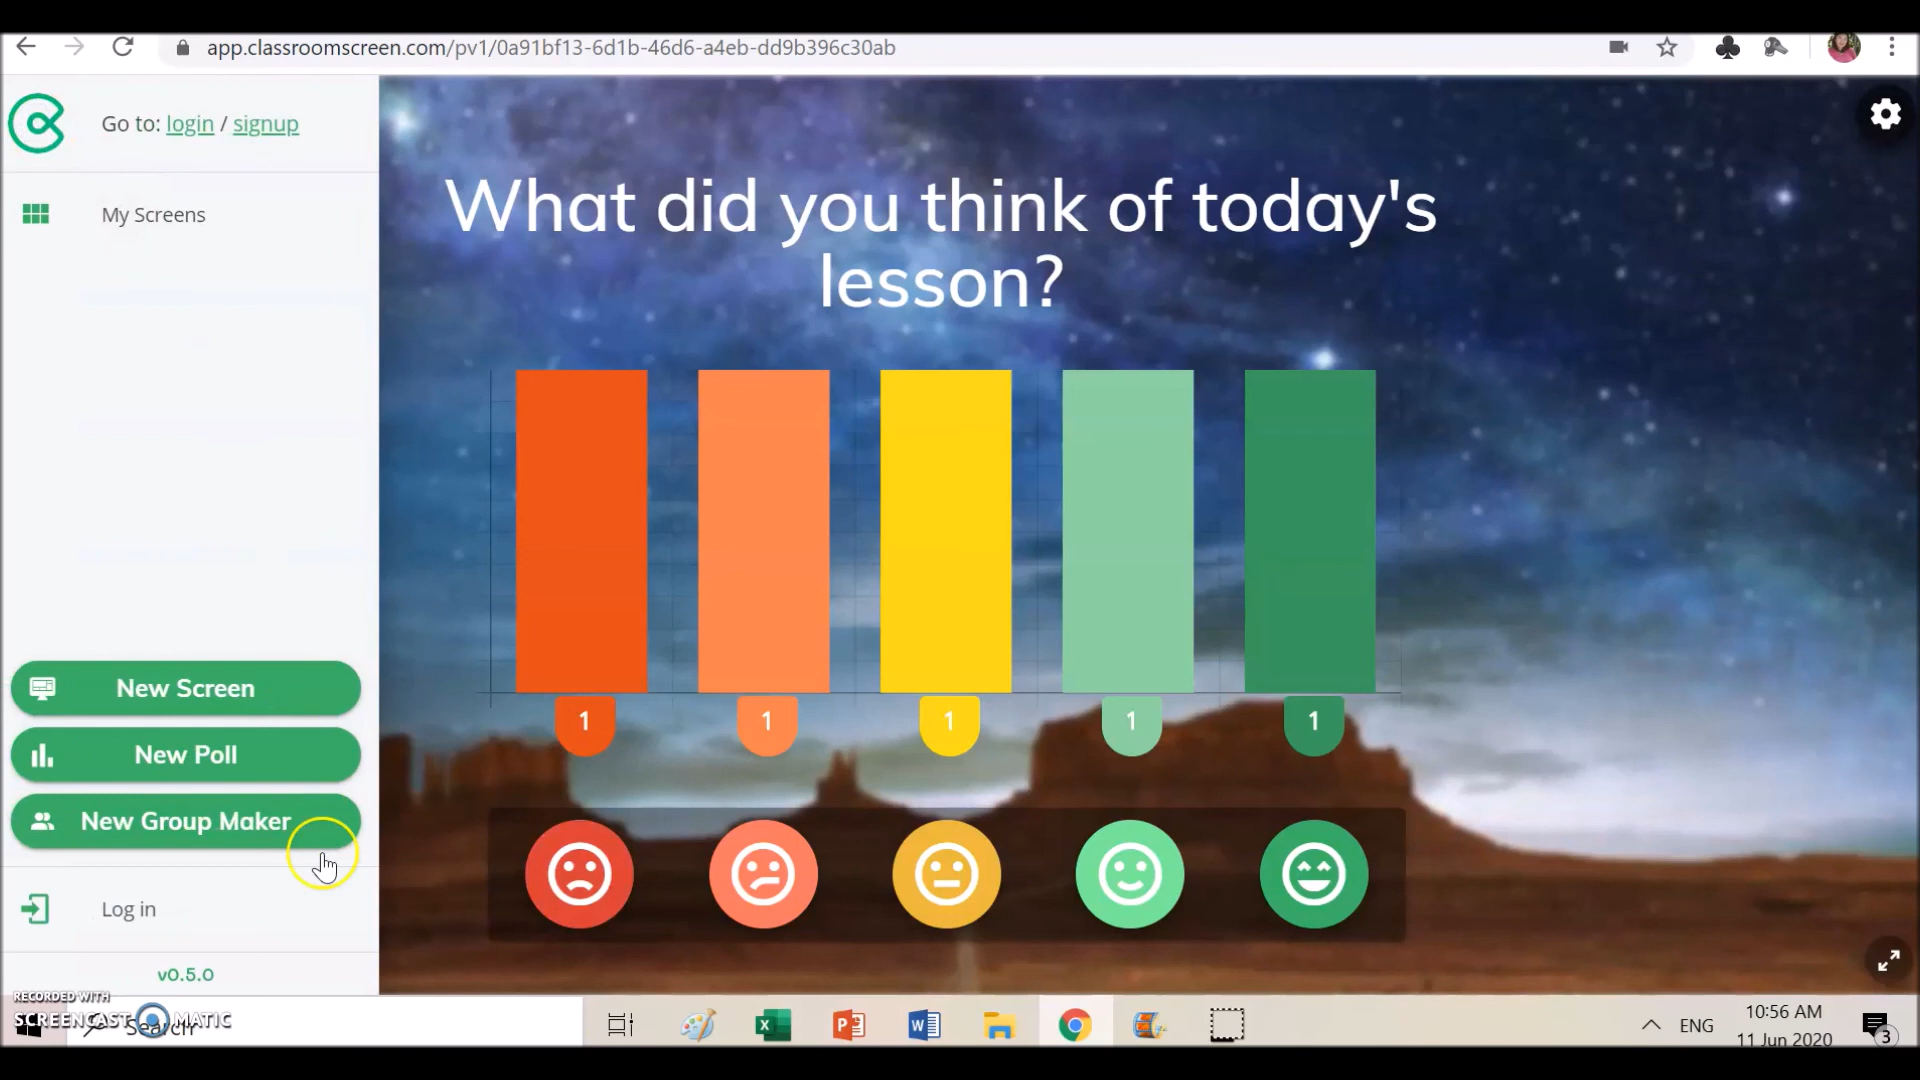 app.classroomscreen.com/pv1/0a91bf13-6d1b-46d6-a4eb-dd9b396c30ab
Go to: login / signup
My Screens
What did you think of today's
lesson?
1 1 1 1 1
New Screen
New Poll
New Group Maker
Log in
v0.5.0
RECORDED WITH
SCREENCAST MATIC
Search
ENG
10:56 AM
11 Jun 2020
3